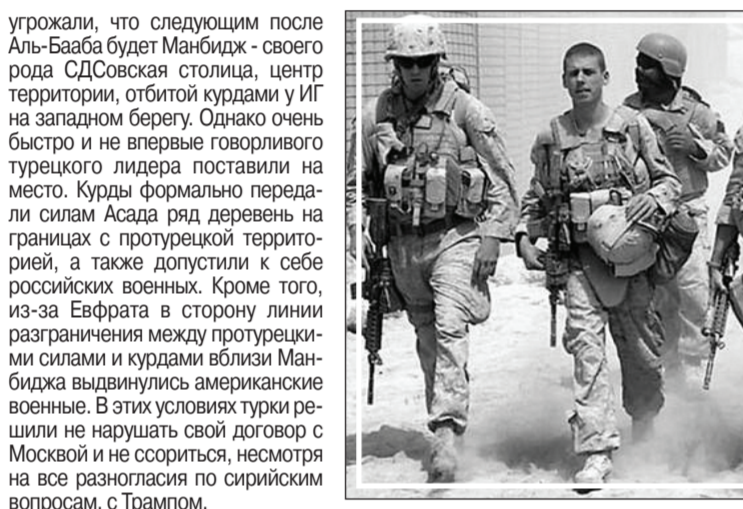 угрожали, что следующим после
Аль-Бааба будет Манбидж - своего
рода СДСовская столица, центр
территории, отбитой курдами у ИГ
на западном берегу. Однако очень
быстро и не впервые говорливого
турецкого лидера поставили на
место. Курды формально переда-
ли силам Асада ряд деревень на
границах с протурецкой террито-
рией, а также допустили к себе
российских военных. Кроме того,
из-за Евфрата в сторону линии
разграничения между протурецки-
ми силами и курдами вблизи Ман-
биджа выдвинулись американские
военные. В этих условиях турки ре-
шили не нарушать свой договор с
Москвой и не ссориться, несмотря
на все разногласия по сирийским
вопросам, с Трампом.